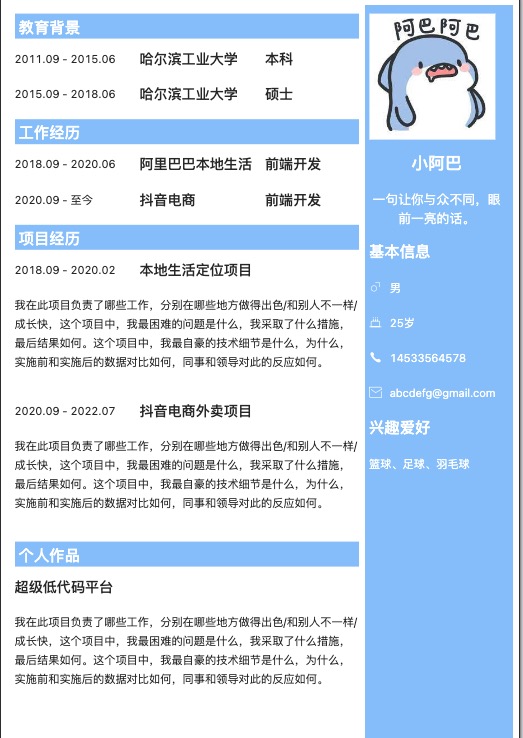 教育背景
2011.09 - 2015.06 哈尔滨工业大学 本科
2015.09 - 2018.06 哈尔滨工业大学 硕士
工作经历
2018.09 - 2020.06 阿里巴巴本地生活 前端开发
2020.09 - 至今 抖音电商 前端开发
项目经历
2018.09 - 2020.02 本地生活定位项目
我在此项目负责了哪些工作，分别在哪些地方做得出色/和别人不一样/
成长快，这个项目中，我最困难的问题是什么，我采取了什么措施，
最后结果如何。这个项目中，我最自豪的技术细节是什么，为什么，
实施前和实施后的数据对比如何，同事和领导对此的反应如何。
2020.09 - 2022.07 抖音电商外卖项目
我在此项目负责了哪些工作，分别在哪些地方做得出色/和别人不一样/
成长快，这个项目中，我最困难的问题是什么，我采取了什么措施，
最后结果如何。这个项目中，我最自豪的技术细节是什么，为什么，
实施前和实施后的数据对比如何，同事和领导对此的反应如何。
个人作品
超级低代码平台
我在此项目负责了哪些工作，分别在哪些地方做得出色/和别人不一样/
成长快，这个项目中，我最困难的问题是什么，我采取了什么措施，
最后结果如何。这个项目中，我最自豪的技术细节是什么，为什么，
实施前和实施后的数据对比如何，同事和领导对此的反应如何。
阿巴阿巴
小阿巴
一句让你与众不同，眼
前一亮的话。
基本信息
男
25岁
14533564578
abcdefg@gmail.com
兴趣爱好
篮球、足球、羽毛球